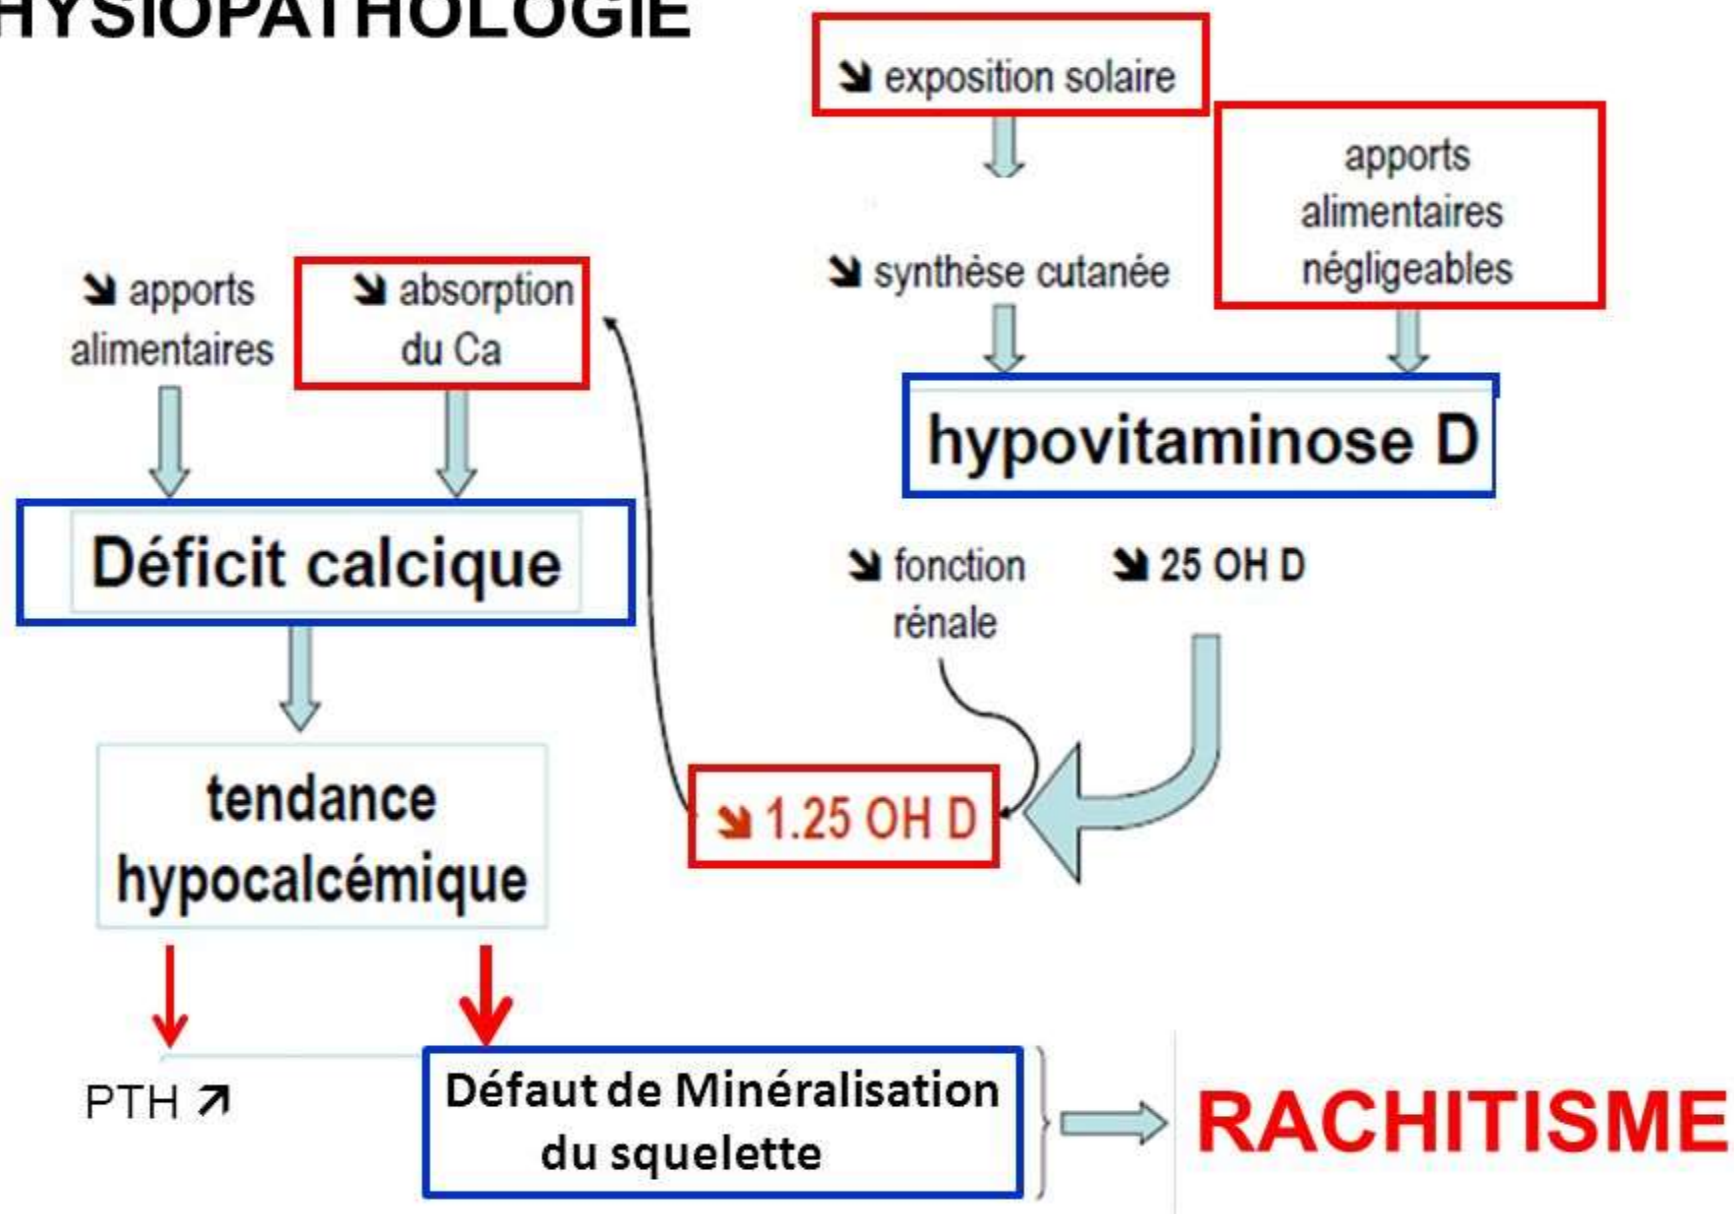 HYSIOPATHOLOGIE
↘ exposition solaire
apports
alimentaires
négligeables
↘ synthèse cutanée
↘ apports
alimentaires
↘ absorption
du Ca
hypovitaminose D
Déficit calcique
↘ fonction
rénale
↘ 25 OH D
↘ 1.25 OH D
tendance
hypocalcémique
PTH ↗
Défaut de Minéralisation
du squelette
RACHITISME